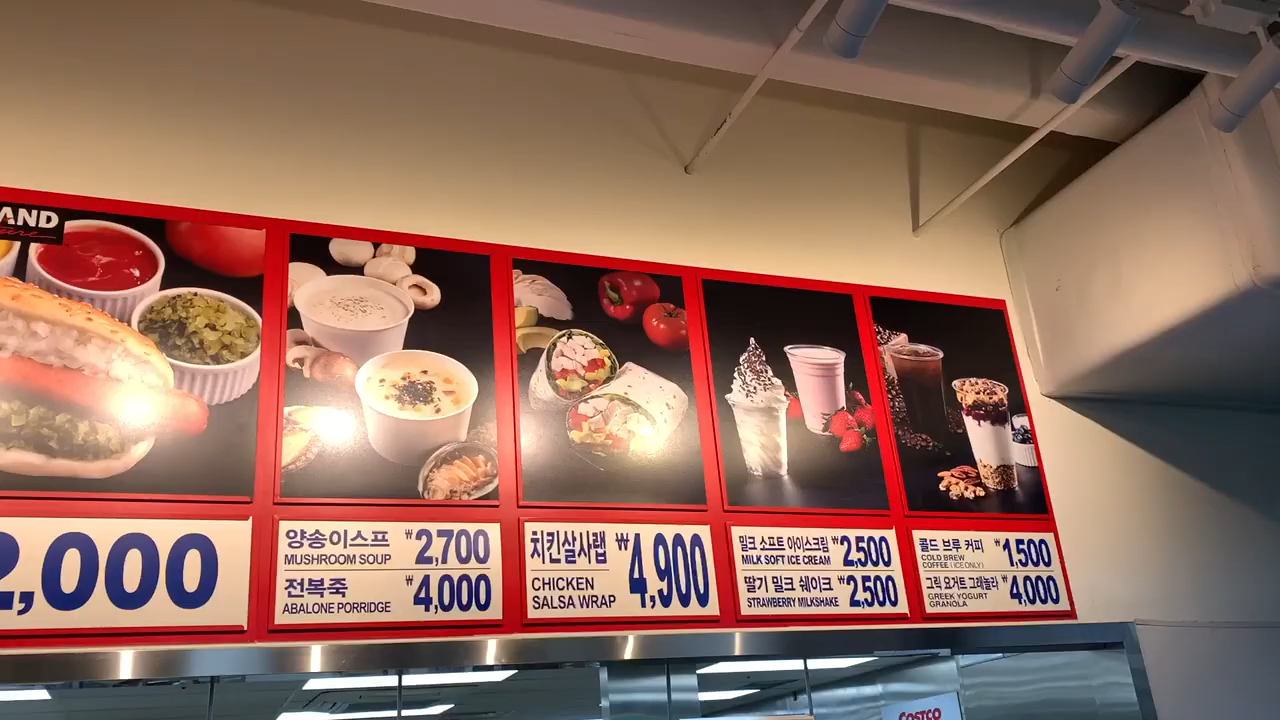 AND
2,000
양송이스프 ₩2,700
MUSHROOM SOUP
전복죽 ₩4,000
ABALONE PORRIDGE
치킨살사랩 ₩4,900
CHICKEN
SALSA WRAP
밀크 소프트 아이스크림 ₩2,500
MILK SOFT ICE CREAM
딸기 밀크 쉐이크 ₩2,500
STRAWBERRY MILKSHAKE
콜드 브루 커피 ₩1,500
COLD BREW
COFFEE (ICE ONLY)
그릭 요거트 그레놀라 ₩4,000
GREEK YOGURT
GRANOLA
COSTCO